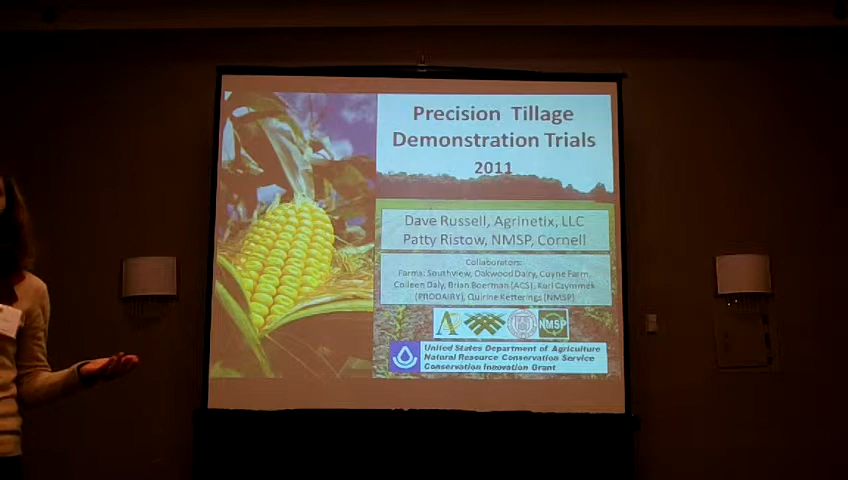 Precision Tillage
Demonstration Trials
2011
Dave Russell, Agrinetix, LLC
Patty Ristow, NMSP, Cornell
Collaborators:
Farms: Southview, Oakwood Dairy, Coyne Farm,
Colleen Daly, Brian Boerman (ACS), Karl Czymmek
(PRODAIRY), Quirine Ketterings (NMSP)
NMSP
United States Department of Agriculture
Natural Resource Conservation Service
Conservation Innovation Grant